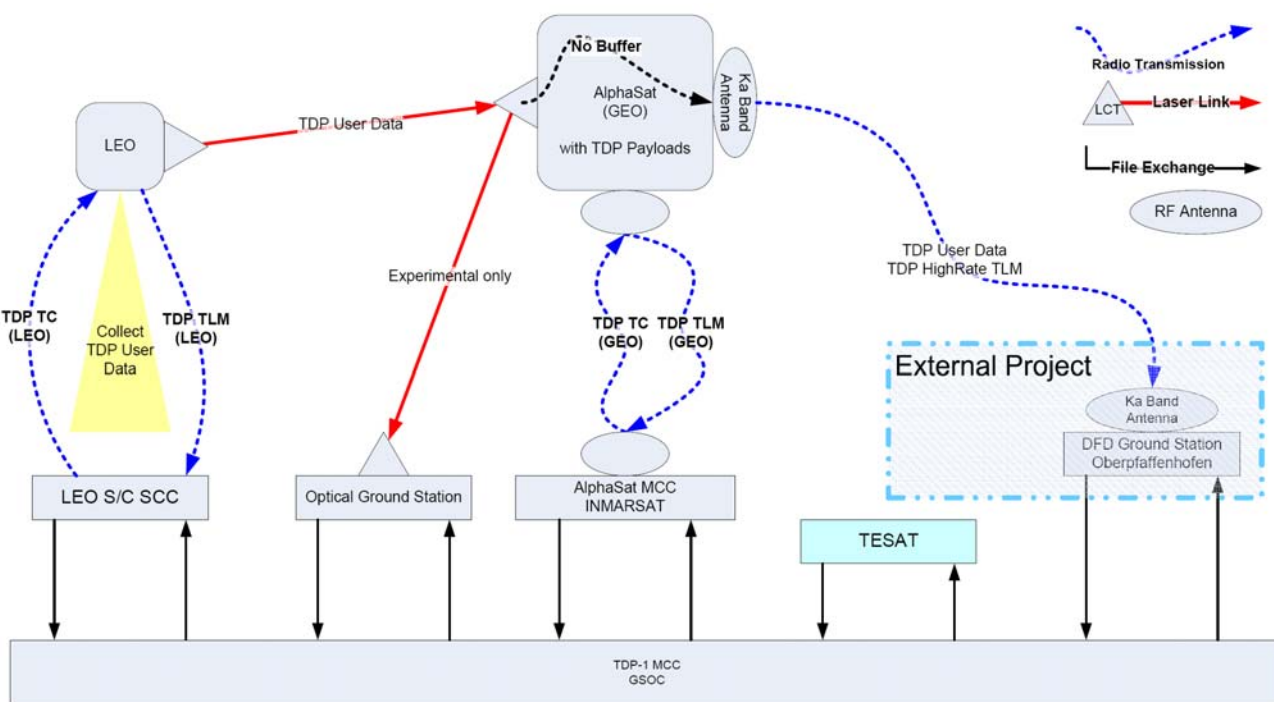 No Buffer
AlphaSat
(GEO)
with TDP Payloads
Ka Band
Antenna
Radio Transmission
LCT
Laser Link
File Exchange
RF Antenna
LEO
TDP User Data
TDP User Data
TDP HighRate TLM
Experimental only
TDP TC
(LEO)
Collect
TDP User
Data
TDP TLM
(LEO)
TDP TC
(GEO)
TDP TLM
(GEO)
External Project
Ka Band
Antenna
DFD Ground Station
Oberpfaffenhofen
LEO S/C SCC
Optical Ground Station
AlphaSat MCC
INMARSAT
TESAT
TDP-1 MCC
GSOC